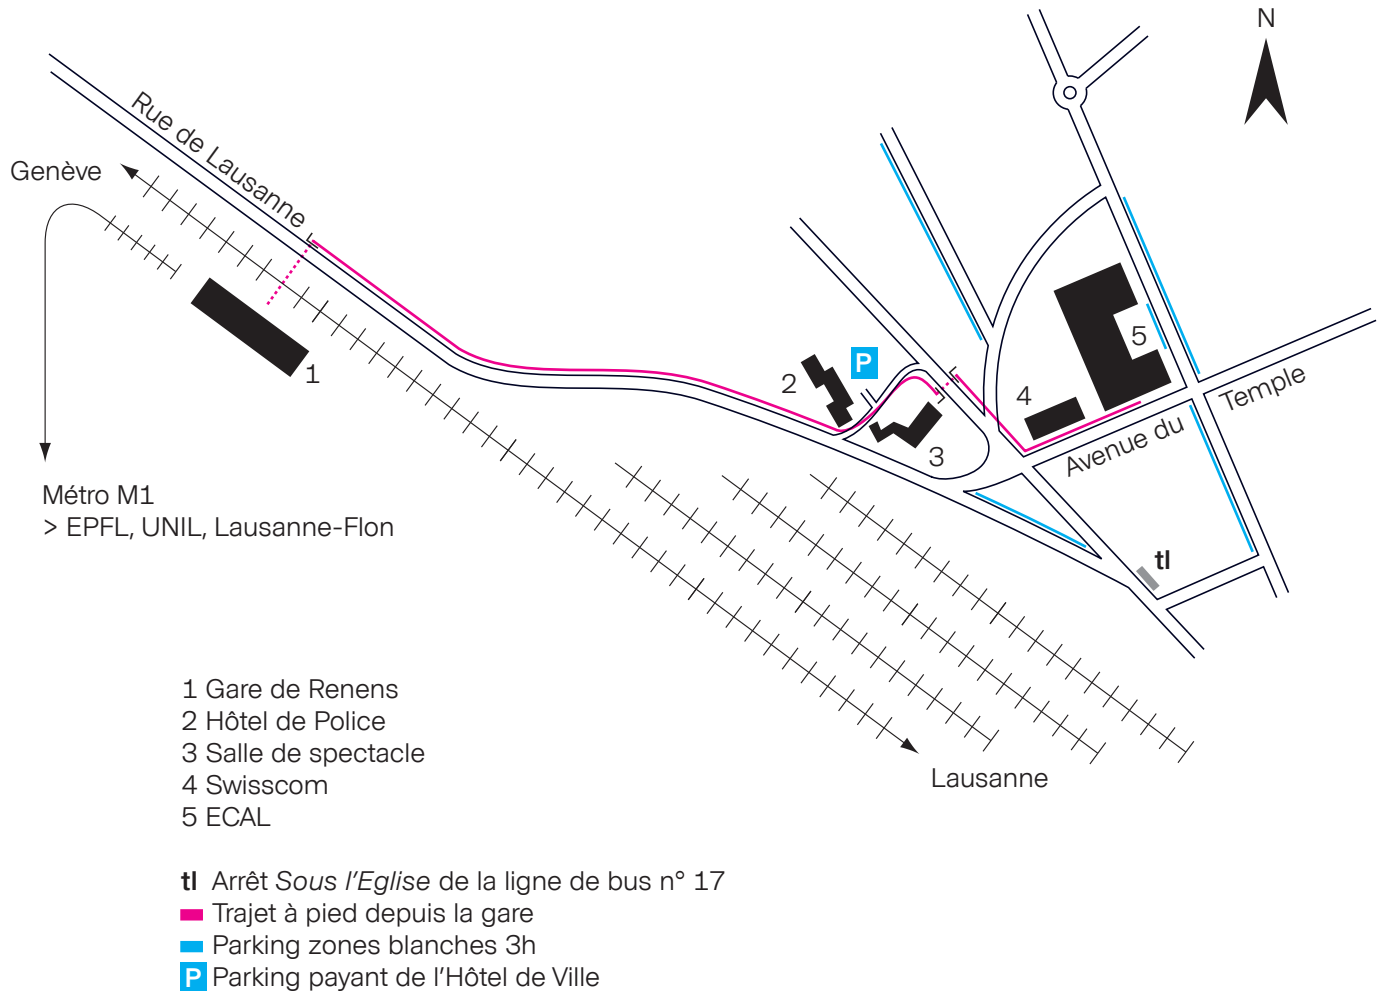 N
Rue de Lausanne
Genève
1
P
2
3
4
5
Temple
Avenue du
tl
Métro M1
> EPFL, UNIL, Lausanne-Flon
Lausanne
1 Gare de Renens
2 Hôtel de Police
3 Salle de spectacle
4 Swisscom
5 ECAL
tl Arrêt Sous l'Eglise de la ligne de bus n° 17
Trajet à pied depuis la gare
Parking zones blanches 3h
P Parking payant de l'Hôtel de Ville